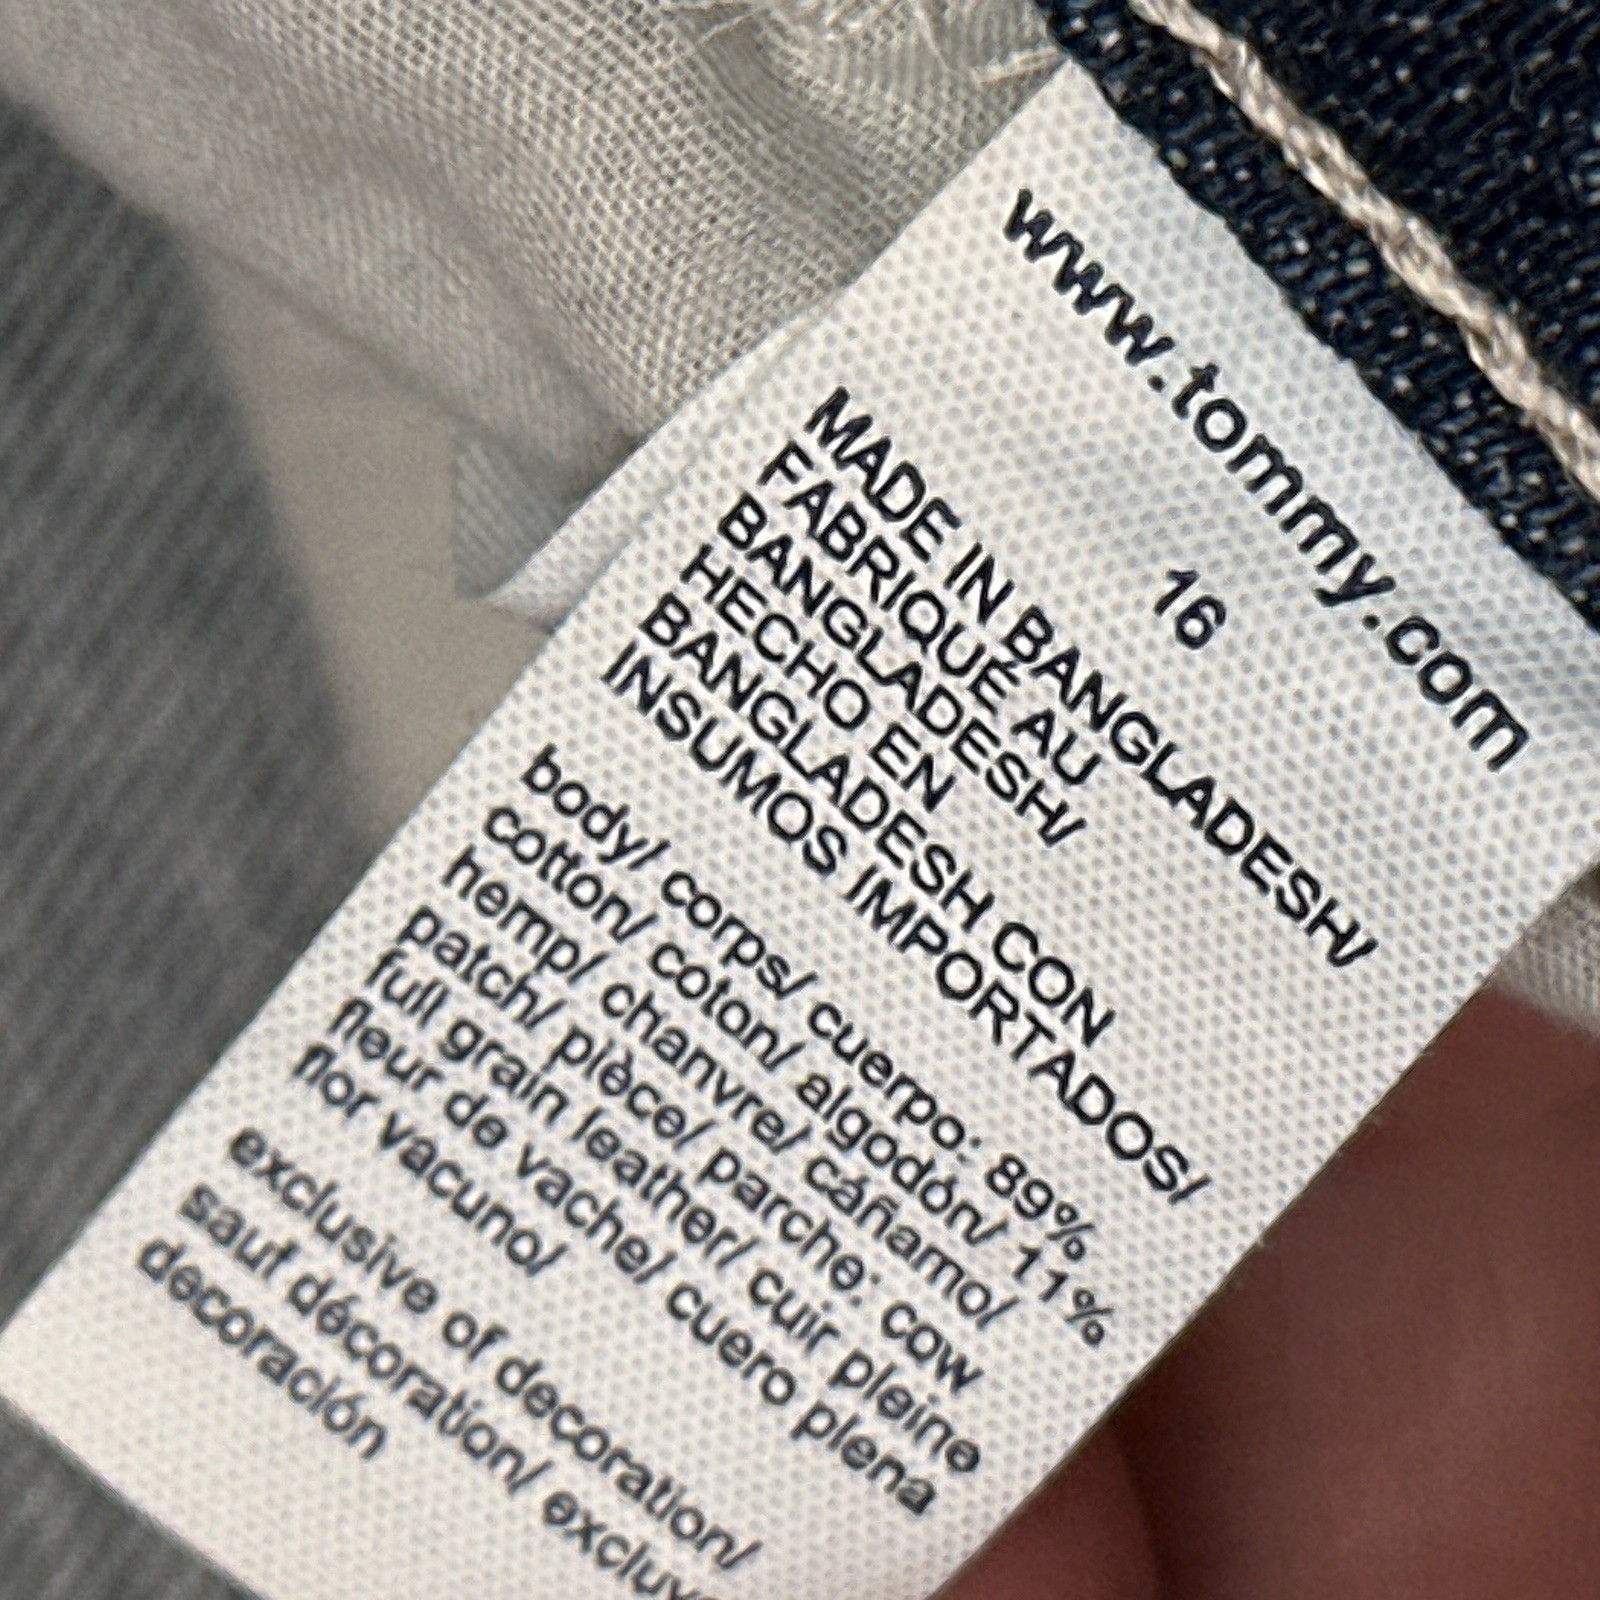 www.tommy.com
16
MADE IN BANGLADESH/
FABRIQUÉ AU
BANGLADESH/
HECHO EN
BANGLADESH CON
INSUMOS IMPORTADOS/
body/ corps/ cuerpo: 89%
cotton/ coton/ algodón/ 11%
hemp/ chanvre/ cáñamo/
patch/ pièce/ parche: cow
full grain leather/ cuir pleine
fleur de vache/ cuero plena
flor vacuno/
exclusive of decoration/
sauf décoration/
decoración